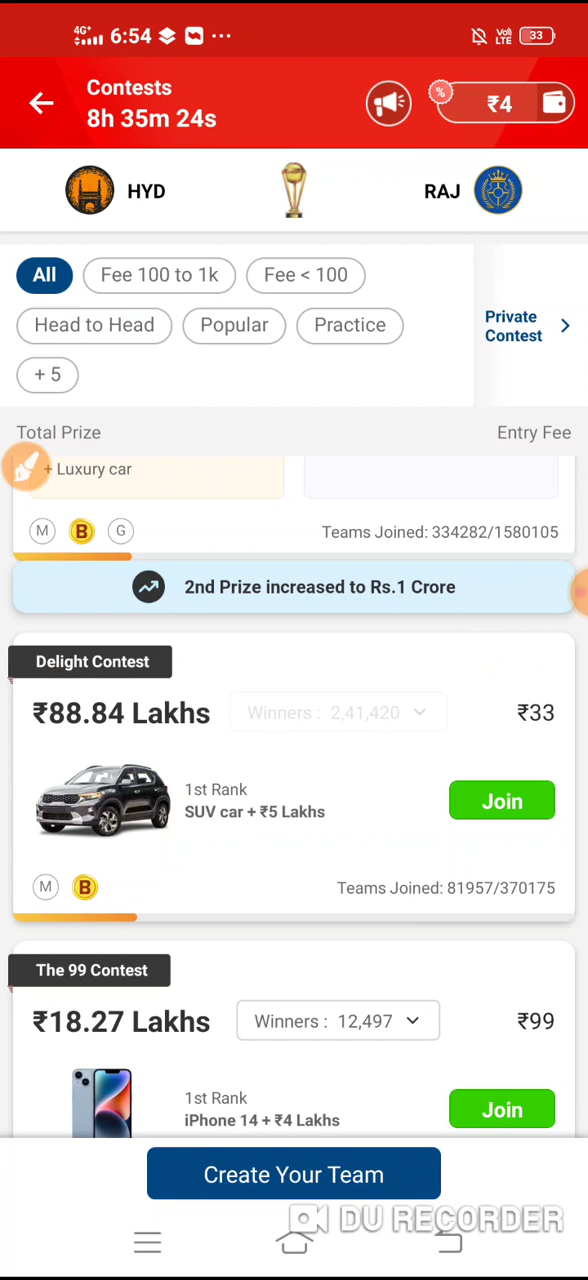 4G+ 6:54 ... Vo) LTE 33
Contests
8h 35m 24s
% ₹4
HYD RAJ
All Fee 100 to 1k Fee < 100
Head to Head Popular Practice
+ 5
Private
Contest
Total Prize Entry Fee
+ Luxury car
M B G Teams Joined: 334282/1580105
2nd Prize increased to Rs.1 Crore
Delight Contest
₹88.84 Lakhs Winners : 2,41,420 ₹33
1st Rank
SUV car + ₹5 Lakhs
Join
M B Teams Joined: 81957/370175
The 99 Contest
₹18.27 Lakhs Winners : 12,497 ₹99
1st Rank
iPhone 14 + ₹4 Lakhs
Join
Create Your Team
DU RECORDER